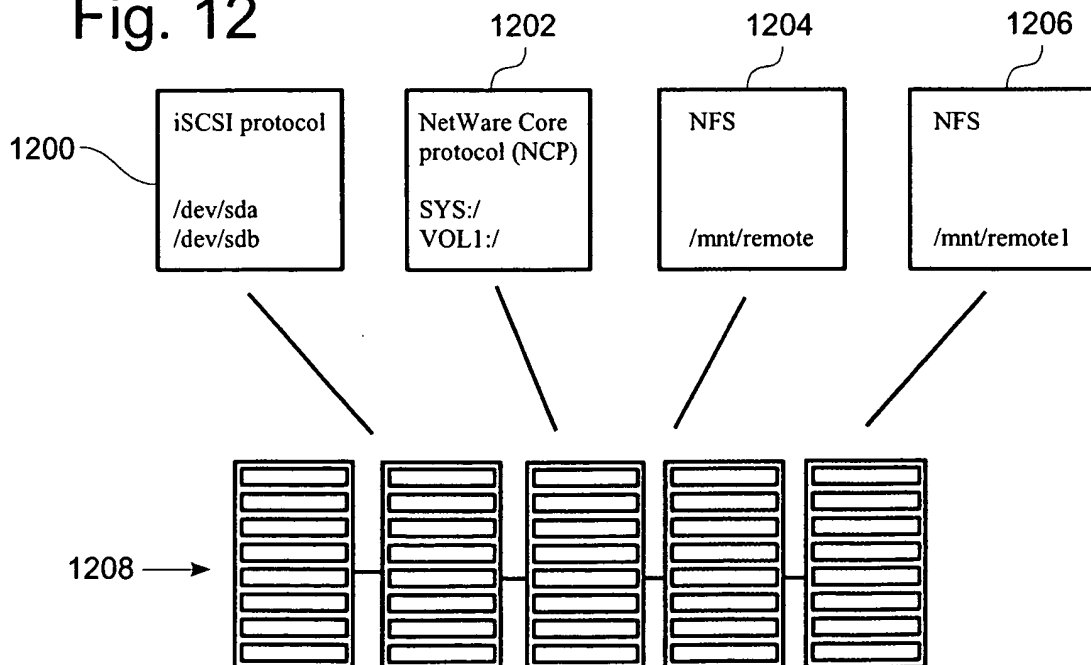 Fig. 12
1202
1204
1206
1200
iSCSI protocol
/dev/sda
/dev/sdb
NetWare Core
protocol (NCP)
SYS:/
VOL1:/
NFS
/mnt/remote
NFS
/mnt/remote1
1208